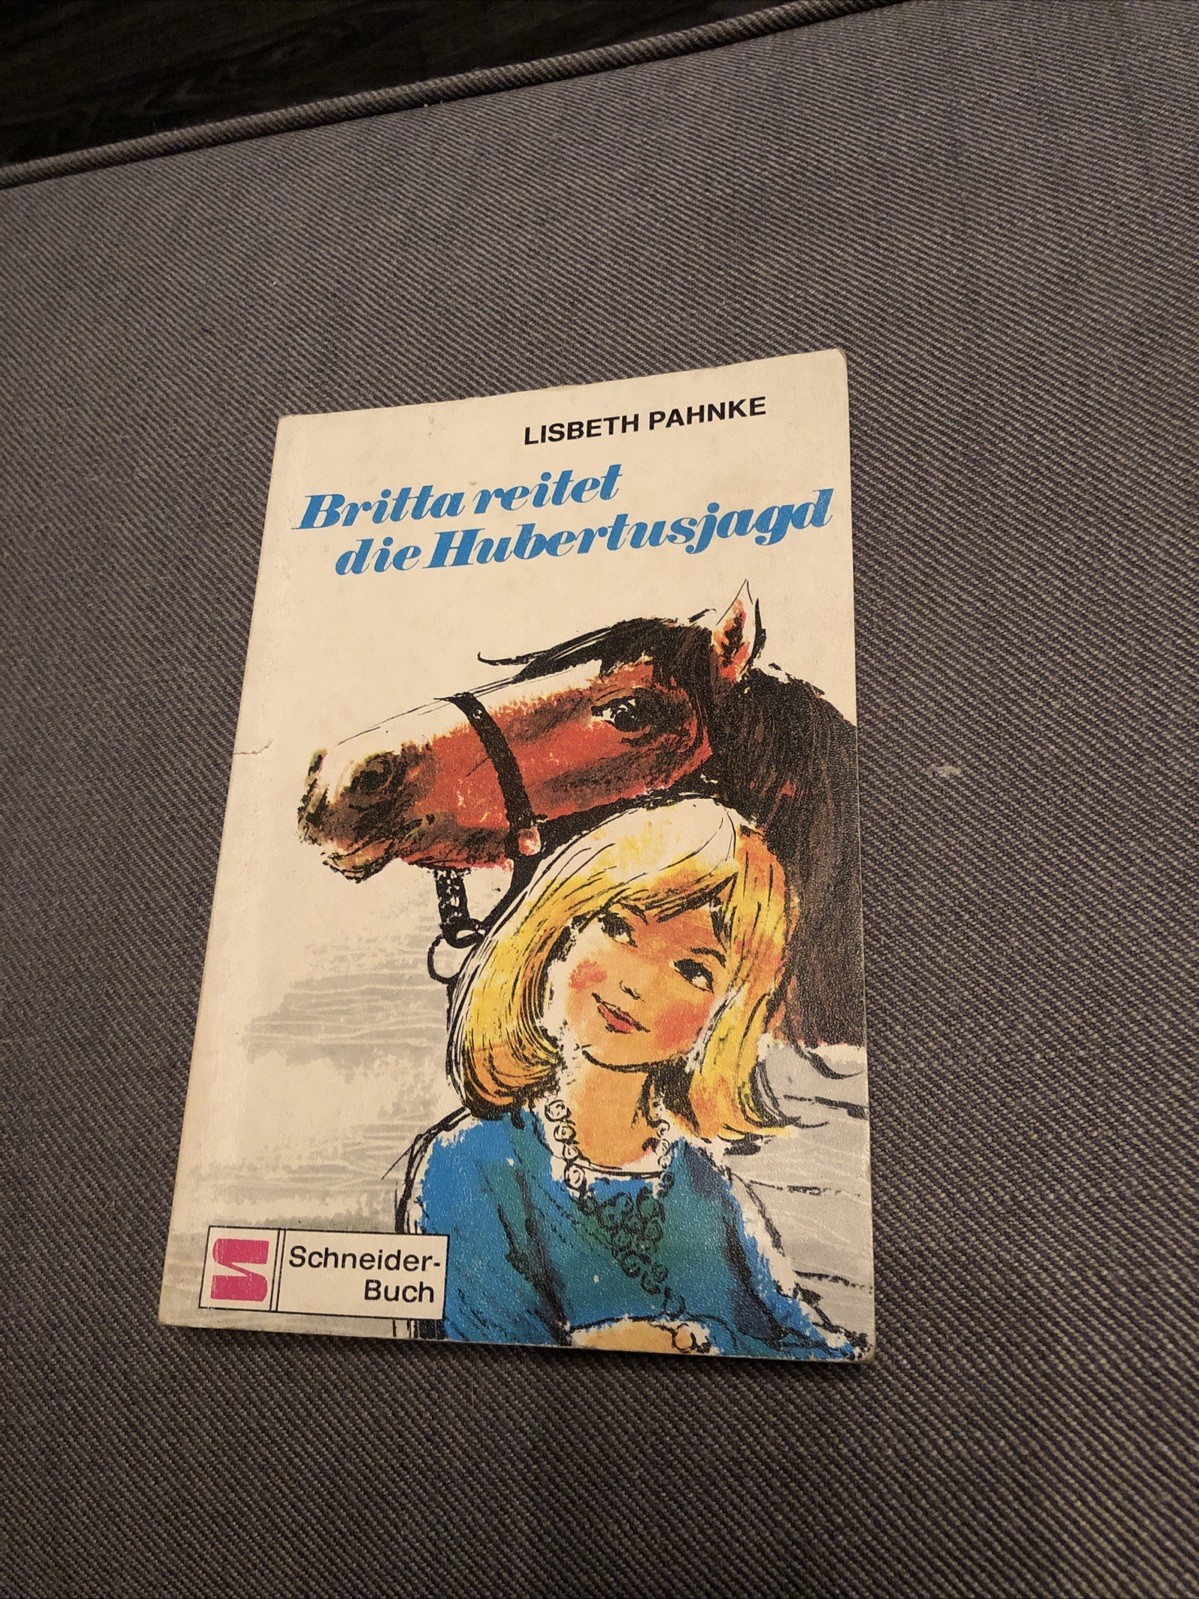 LISBETH PAHNKE
Britta reitet
die Hubertusjagd
Schneider-
Buch